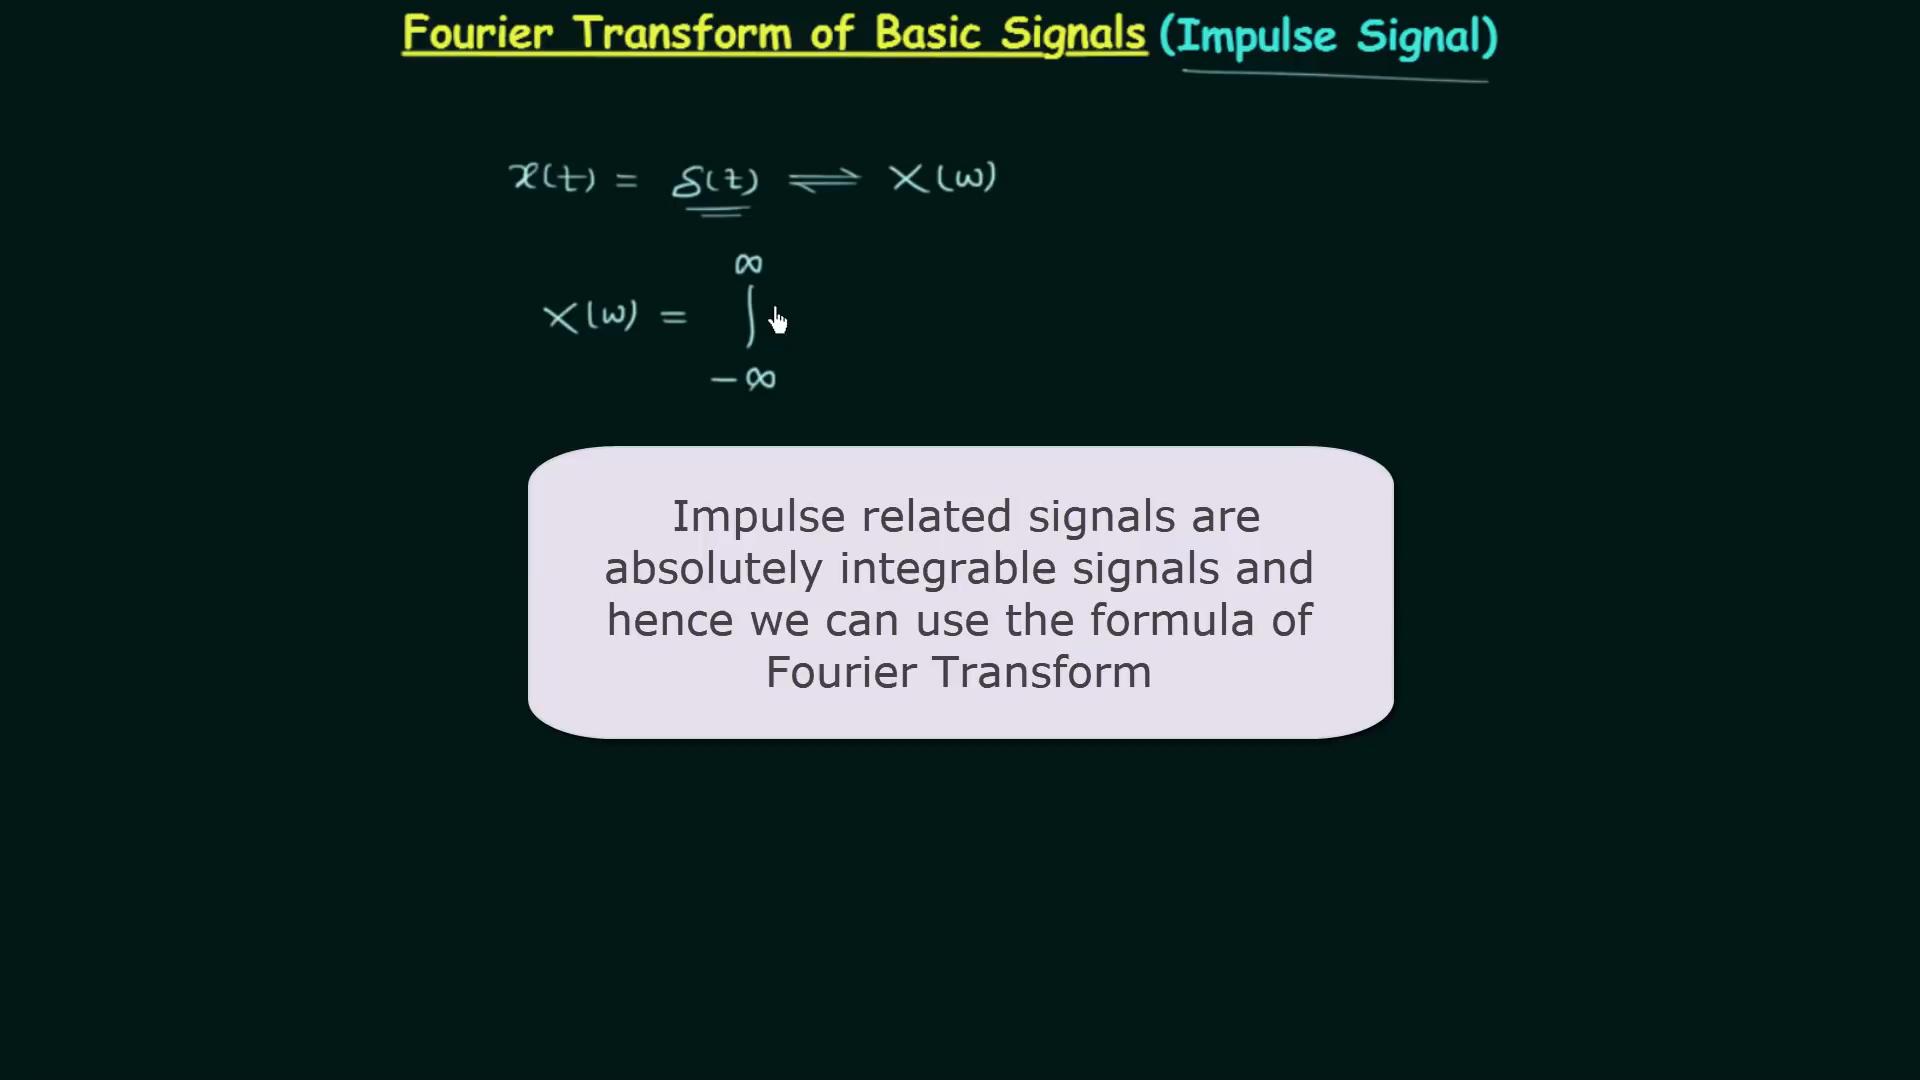 Fourier Transform of Basic Signals (Impulse Signal)
x(t) = δ(t) ⇌ X(ω)
∞
X(ω) = ∫
-∞
Impulse related signals are
absolutely integrable signals and
hence we can use the formula of
Fourier Transform